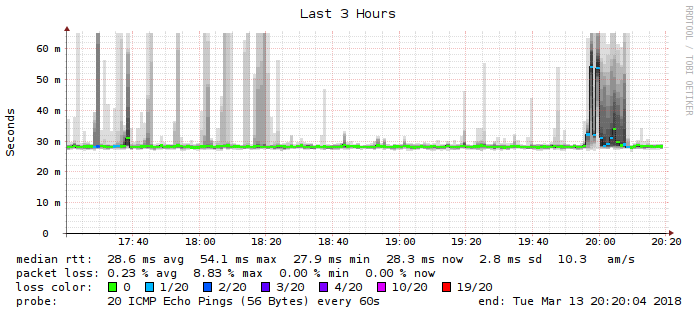 Last 3 Hours
RRDTOOL / TOBI OETIKER
Seconds
60 m
50 m
40 m
30 m
20 m
10 m
0
17:40 18:00 18:20 18:40 19:00 19:20 19:40 20:00 20:20
median rtt: 28.6 ms avg 54.1 ms max 27.9 ms min 28.3 ms now 2.8 ms sd 10.3 am/s
packet loss: 0.23 % avg 8.83 % max 0.00 % min 0.00 % now
loss color: 0 1/20 2/20 3/20 4/20 10/20 19/20
probe: 20 ICMP Echo Pings (56 Bytes) every 60s end: Tue Mar 13 20:20:04 2018